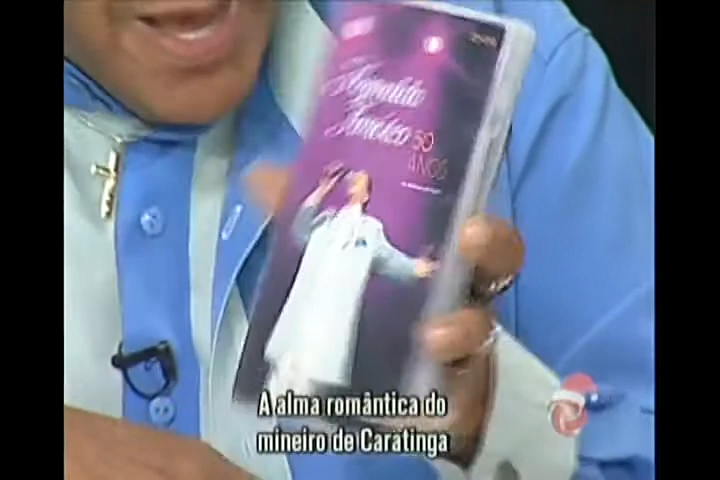 Agnaldo
Timóteo 50
ANOS
A alma romântica do
mineiro de Caratinga